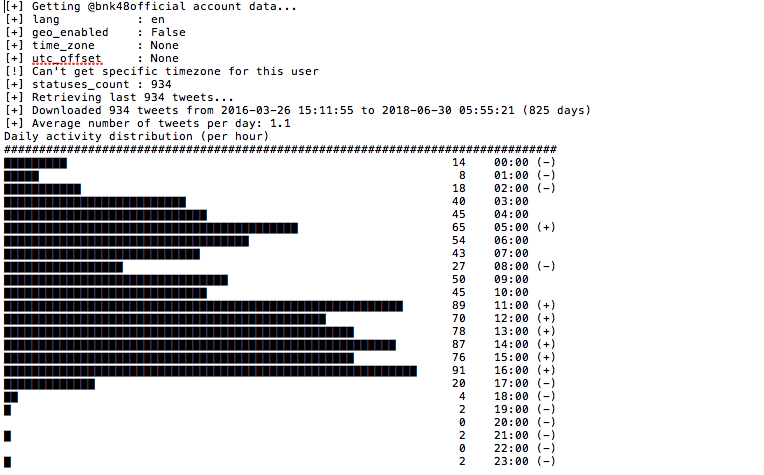 [+] Getting @bnk48official account data...
[+] lang           : en
[+] geo_enabled    : False
[+] time_zone      : None
[+] utc_offset     : None
[!] Can't get specific timezone for this user
[+] statuses_count : 934
[+] Retrieving last 934 tweets...
[+] Downloaded 934 tweets from 2016-03-26 15:11:55 to 2018-06-30 05:55:21 (825 days)
[+] Average number of tweets per day: 1.1
Daily activity distribution (per hour)
###############################################################################
14    00:00 (-)
8    01:00 (-)
18    02:00 (-)
40    03:00
45    04:00
65    05:00 (+)
54    06:00
43    07:00
27    08:00 (-)
50    09:00
45    10:00
89    11:00 (+)
70    12:00 (+)
78    13:00 (+)
87    14:00 (+)
76    15:00 (+)
91    16:00 (+)
20    17:00 (-)
4    18:00 (-)
2    19:00 (-)
0    20:00 (-)
2    21:00 (-)
0    22:00 (-)
2    23:00 (-)